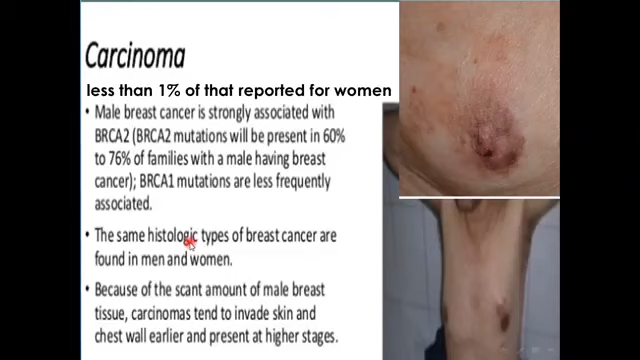 Carcinoma
less than 1% of that reported for women
• Male breast cancer is strongly associated with
BRCA2 (BRCA2 mutations will be present in 60%
to 76% of families with a male having breast
cancer); BRCA1 mutations are less frequently
associated.
• The same histologic types of breast cancer are
found in men and women.
• Because of the scant amount of male breast
tissue, carcinomas tend to invade skin and
chest wall earlier and present at higher stages.